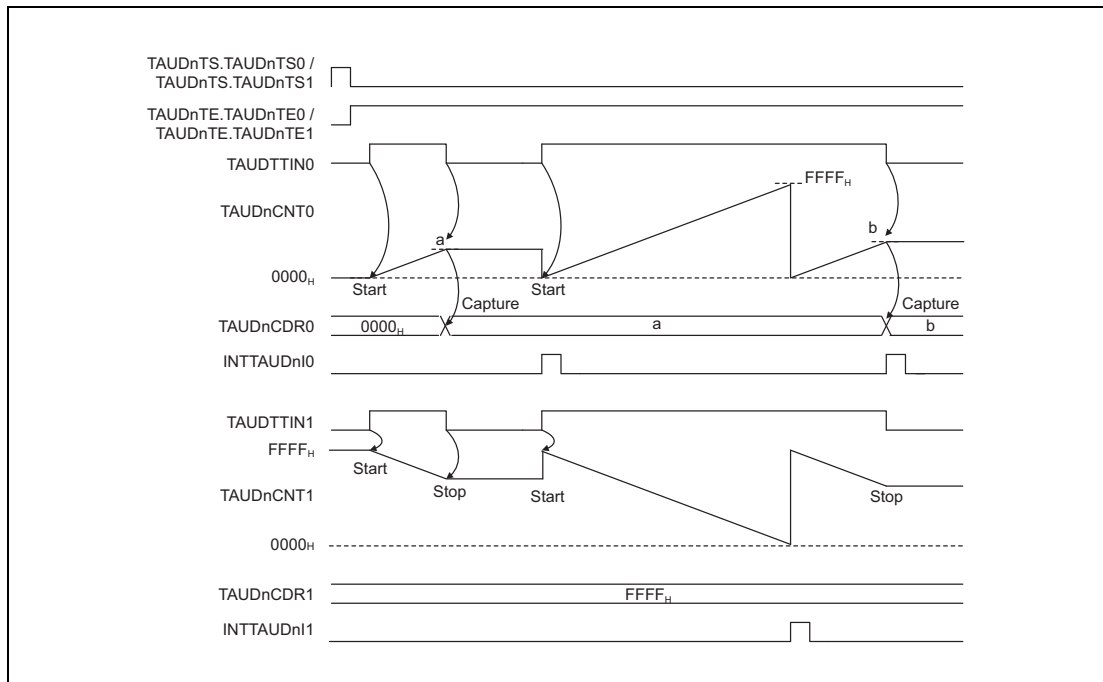 TAUDnTS.TAUDnTS0 /
TAUDnTS.TAUDnTS1
TAUDnTE.TAUDnTE0 /
TAUDnTE.TAUDnTE1
TAUDTTIN0
FFFFH
TAUDnCNT0
a
b
0000H
Start
Start
Capture
Capture
TAUDnCDR0
0000H
a
b
INTTAUDnI0
TAUDTTIN1
FFFFH
Start
Stop
Start
Stop
TAUDnCNT1
0000H
TAUDnCDR1
FFFFH
INTTAUDnI1